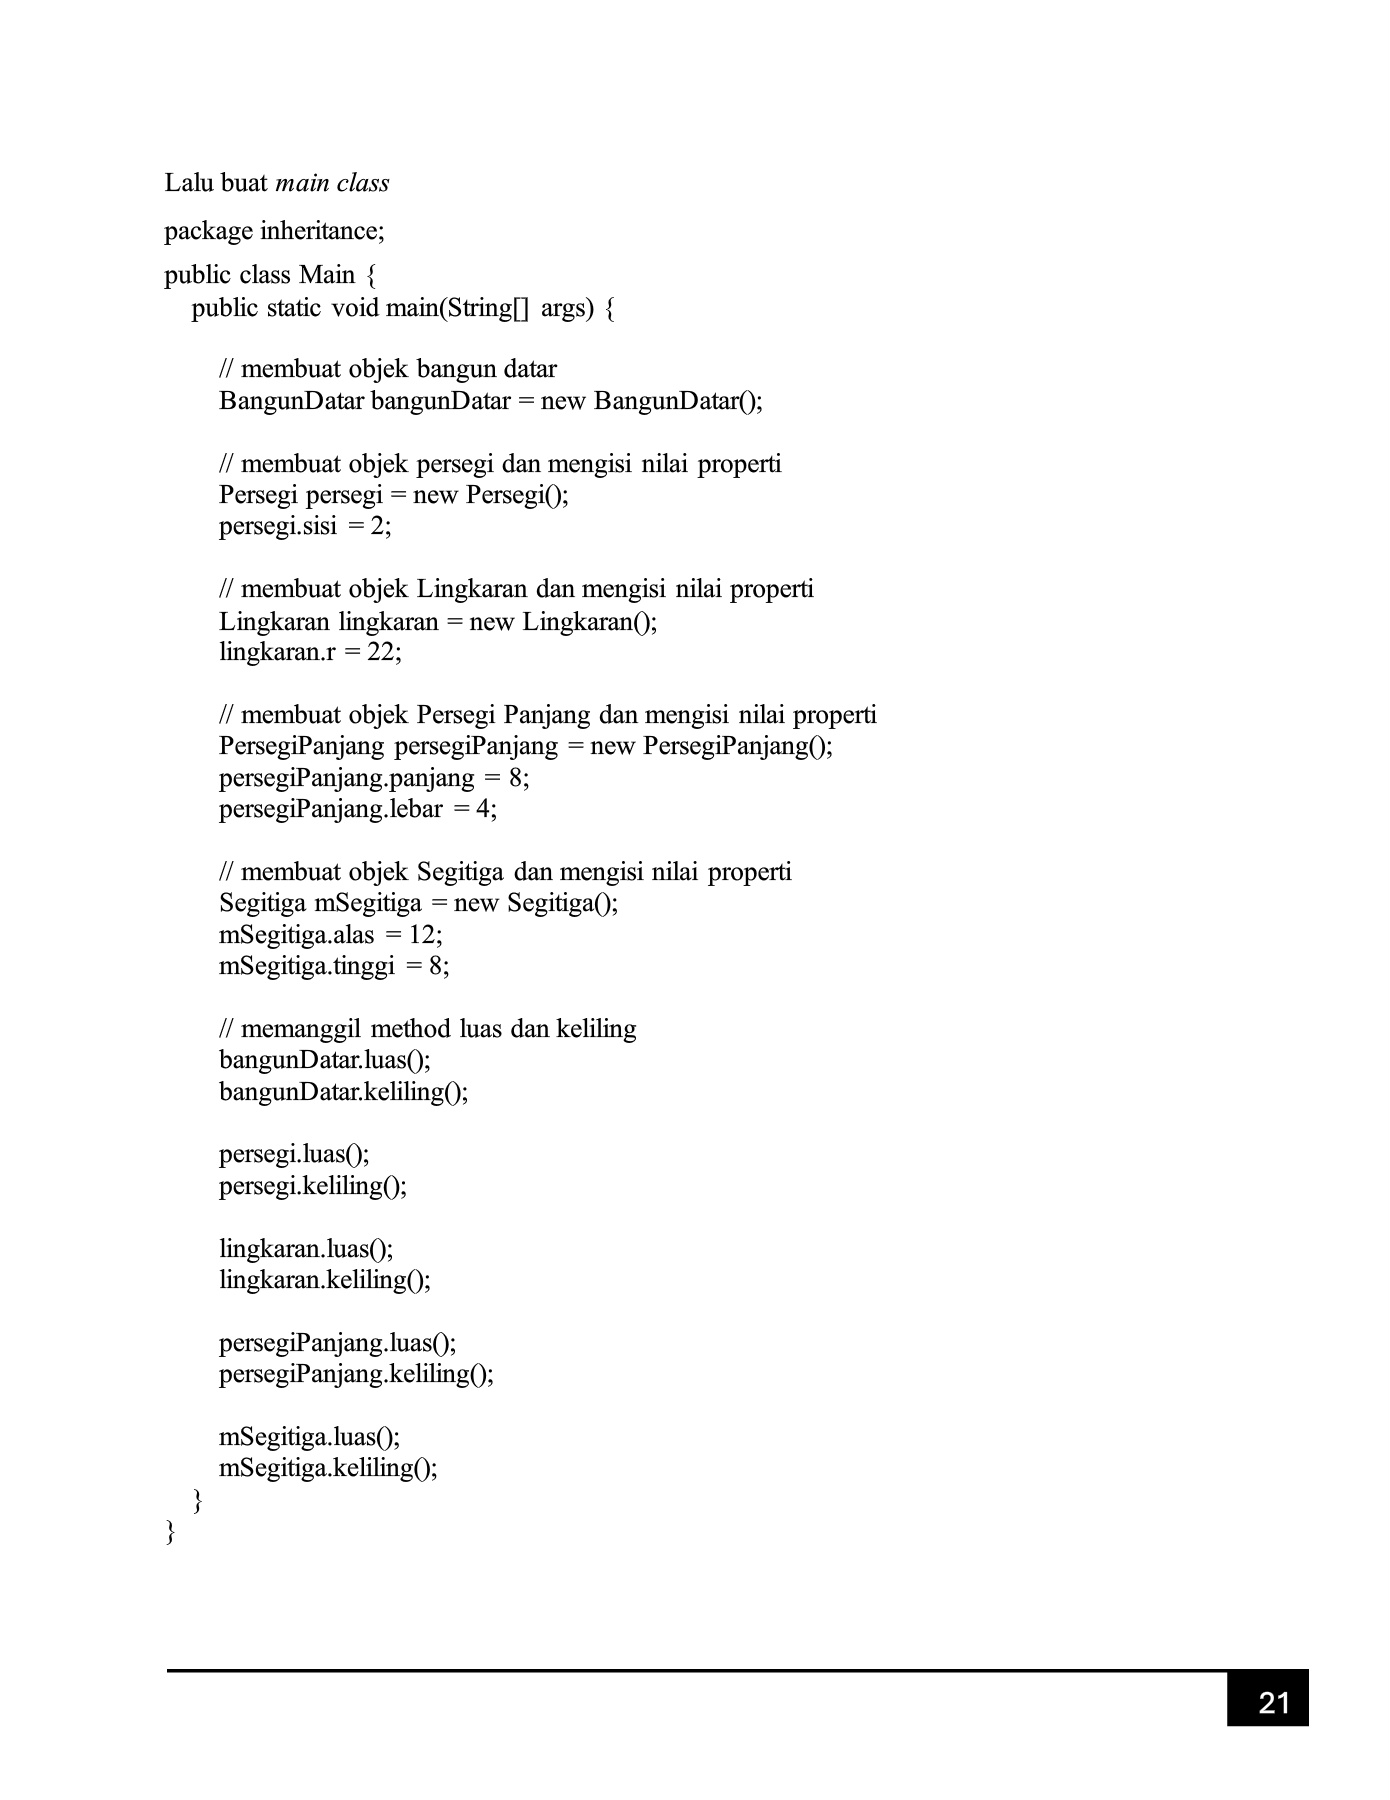 Lalu buat main class
package inheritance;
public class Main {
public static void main(String[] args) {
// membuat objek bangun datar
BangunDatar bangunDatar = new BangunDatar();
// membuat objek persegi dan mengisi nilai properti
Persegi persegi = new Persegi();
persegi.sisi = 2;
// membuat objek Lingkaran dan mengisi nilai properti
Lingkaran lingkaran = new Lingkaran();
lingkaran.r = 22;
// membuat objek Persegi Panjang dan mengisi nilai properti
PersegiPanjang persegiPanjang = new PersegiPanjang();
persegiPanjang.panjang = 8;
persegiPanjang.lebar = 4;
// membuat objek Segitiga dan mengisi nilai properti
Segitiga mSegitiga = new Segitiga();
mSegitiga.alas = 12;
mSegitiga.tinggi = 8;
// memanggil method luas dan keliling
bangunDatar.luas();
bangunDatar.keliling();
persegi.luas();
persegi.keliling();
lingkaran.luas();
lingkaran.keliling();
persegiPanjang.luas();
persegiPanjang.keliling();
mSegitiga.luas();
mSegitiga.keliling();
}
}
21